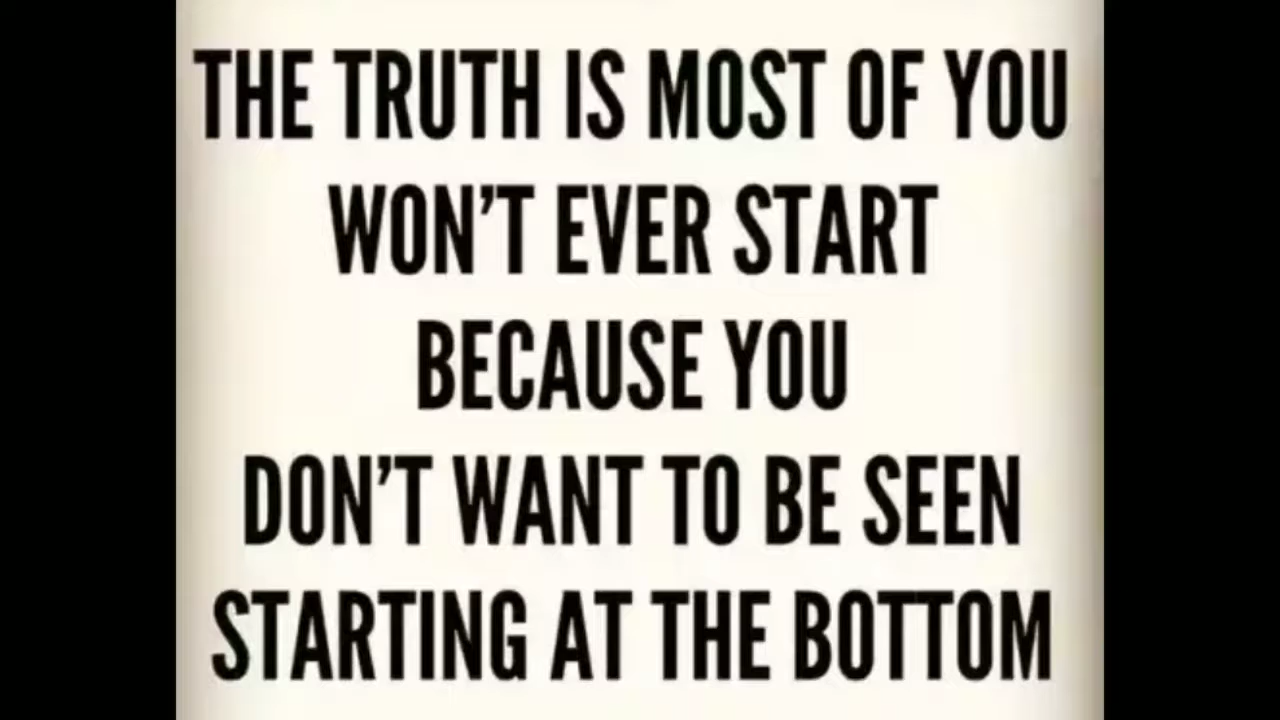 THE TRUTH IS MOST OF YOU
WON'T EVER START
BECAUSE YOU
DON'T WANT TO BE SEEN
STARTING AT THE BOTTOM